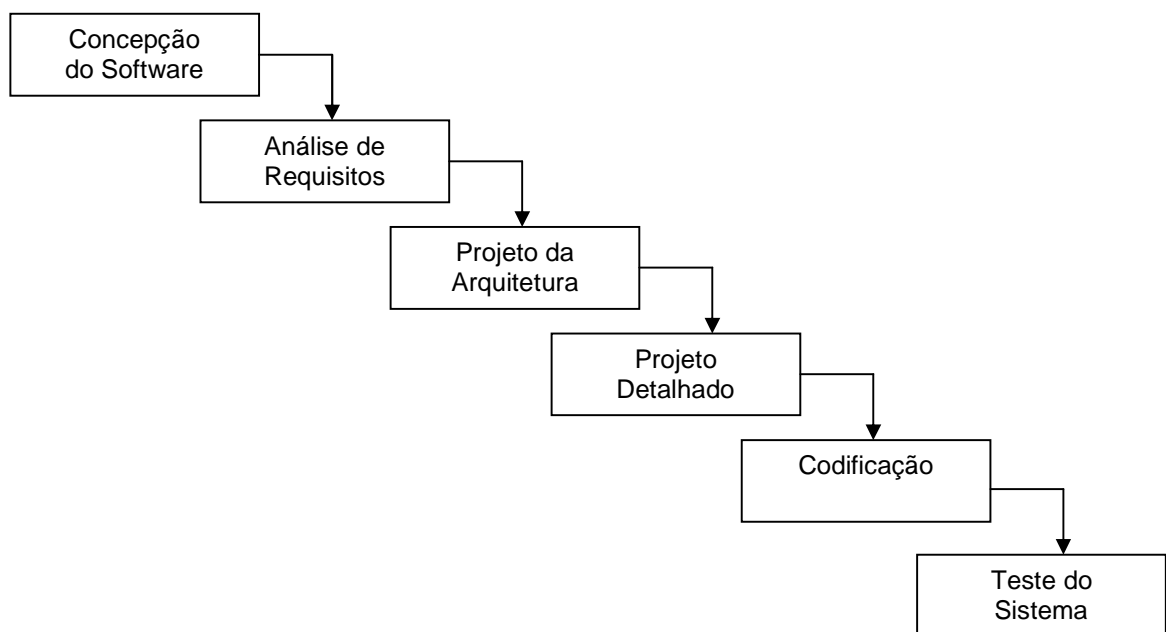 Concepção
do Software
Análise de
Requisitos
Projeto da
Arquitetura
Projeto
Detalhado
Codificação
Teste do
Sistema